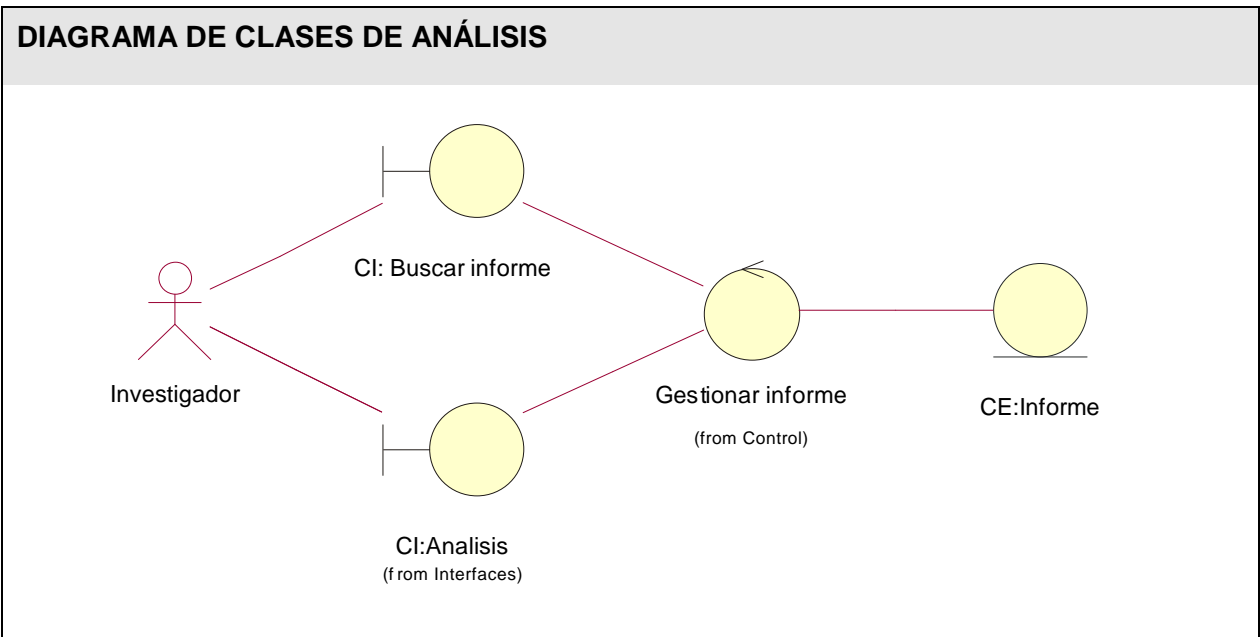 DIAGRAMA DE CLASES DE ANÁLISIS
CI: Buscar informe
Investigador
Gestionar informe
(from Control)
CE:Informe
CI:Analisis
(from Interfaces)